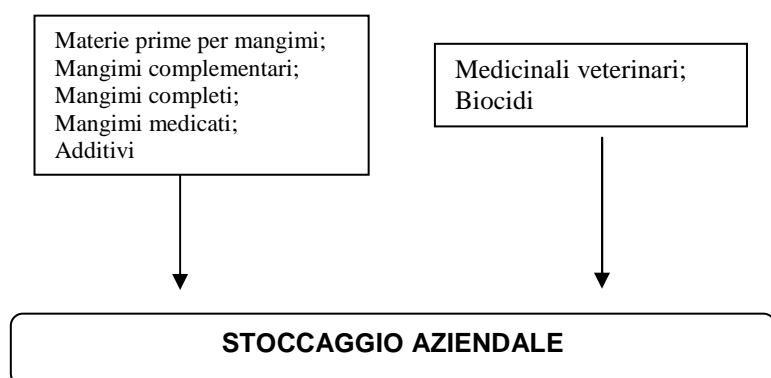 Materie prime per mangimi;
Mangimi complementari;
Mangimi completi;
Mangimi medicati;
Additivi
Medicinali veterinari;
Biocidi
STOCCAGGIO AZIENDALE